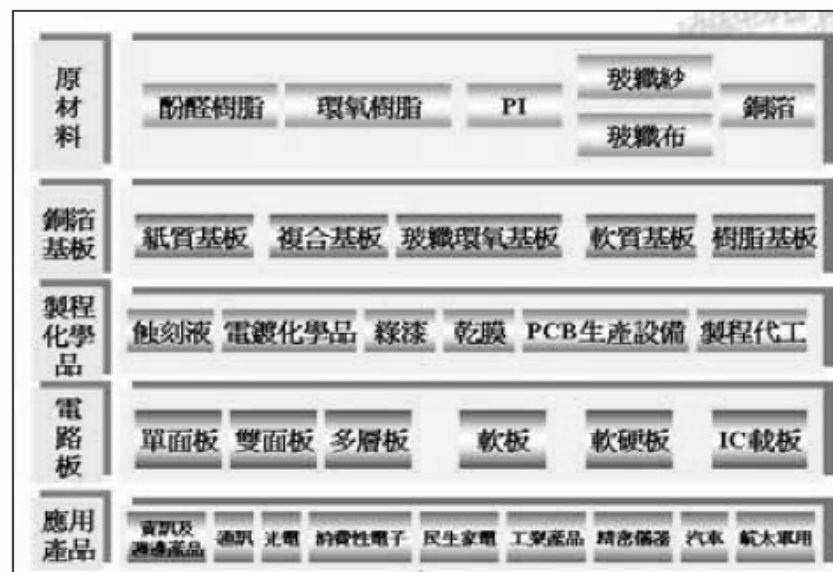 原材料
酚醛樹脂 環氧樹脂 PI 玻纖紗 玻纖布 銅箔
銅箔基板
紙質基板 複合基板 玻纖環氧基板 軟質基板 樹脂基板
製程化學品
蝕刻液 電鍍化學品 綠漆 乾膜 PCB生產設備 製程代工
電路板
單面板 雙面板 多層板 軟板 軟硬板 IC載板
應用產品
資訊及週邊產品 通訊 光電 消費性電子 民生家電 工業產品 精密儀器 汽車 航太軍用